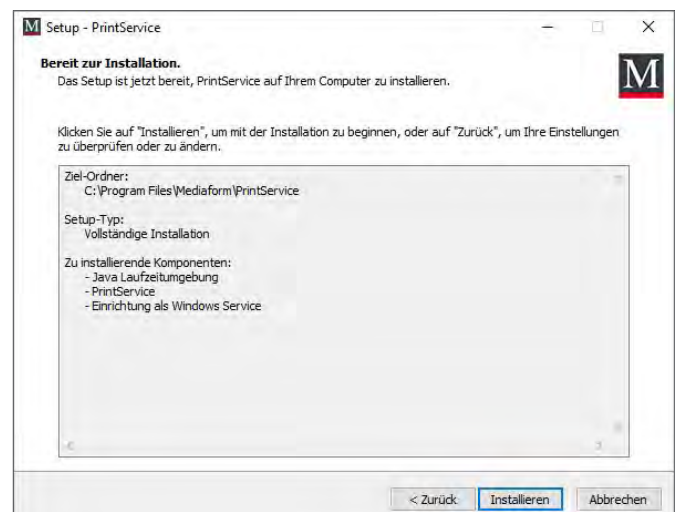 M Setup - PrintService
Bereit zur Installation.
Das Setup ist jetzt bereit, PrintService auf Ihrem Computer zu installieren.
M
Klicken Sie auf "Installieren", um mit der Installation zu beginnen, oder auf "Zurück", um Ihre Einstellungen
zu überprüfen oder zu ändern.
Ziel-Ordner:
C:\Program Files\Mediaform\PrintService
Setup-Typ:
Vollständige Installation
Zu installierende Komponenten:
- Java Laufzeitumgebung
- PrintService
- Einrichtung als Windows Service
< Zurück Installieren Abbrechen